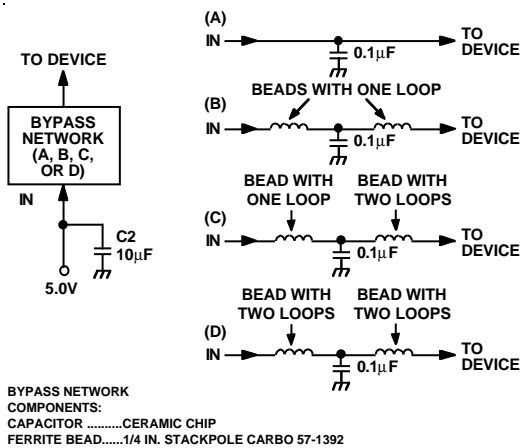 TO DEVICE
BYPASS
NETWORK
(A, B, C,
OR D)
IN
C2
10μF
5.0V
(A)
IN
0.1μF
TO
DEVICE
BEADS WITH ONE LOOP
(B)
IN
0.1μF
TO
DEVICE
BEAD WITH
ONE LOOP
BEAD WITH
TWO LOOPS
(C)
IN
0.1μF
TO
DEVICE
BEAD WITH
TWO LOOPS
BEAD WITH
TWO LOOPS
(D)
IN
0.1μF
TO
DEVICE
BYPASS NETWORK
COMPONENTS:
CAPACITOR ..........CERAMIC CHIP
FERRITE BEAD......1/4 IN. STACKPOLE CARBO 57-1392